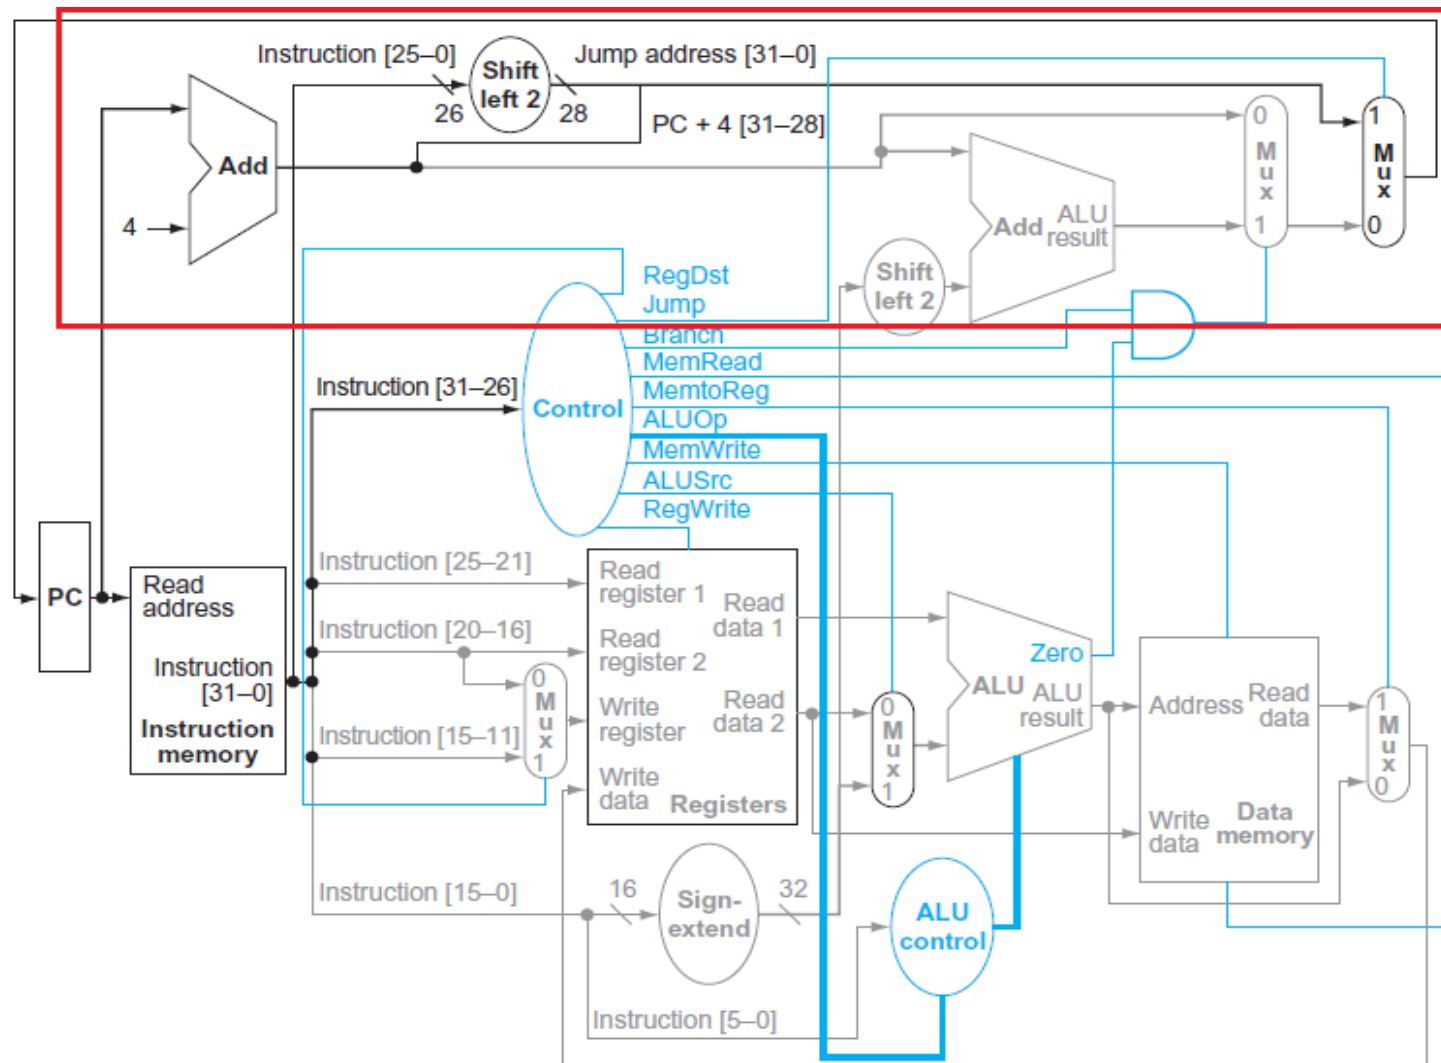 Instruction [25–0]
Shift
left 2
Jump address [31–0]
26
28
PC + 4 [31–28]
Add
4
0
M
u
x
1
1
M
u
x
0
Add
ALU
result
Shift
left 2
RegDst
Jump
Branch
MemRead
MemtoReg
ALUOp
MemWrite
ALUSrc
RegWrite
Instruction [31–26]
Control
PC
Read
address
Instruction
[31–0]
Instruction
memory
Instruction [25–21]
Instruction [20–16]
Instruction [15–11]
0
M
u
x
1
Read
register 1
Read
register 2
Write
register
Write
data
Read
data 1
Read
data 2
Registers
0
M
u
x
1
Zero
ALU
ALU
result
Address
Read
data
Write
data
Data
memory
1
M
u
x
0
Instruction [15–0]
16
Sign-
extend
32
ALU
control
Instruction [5–0]